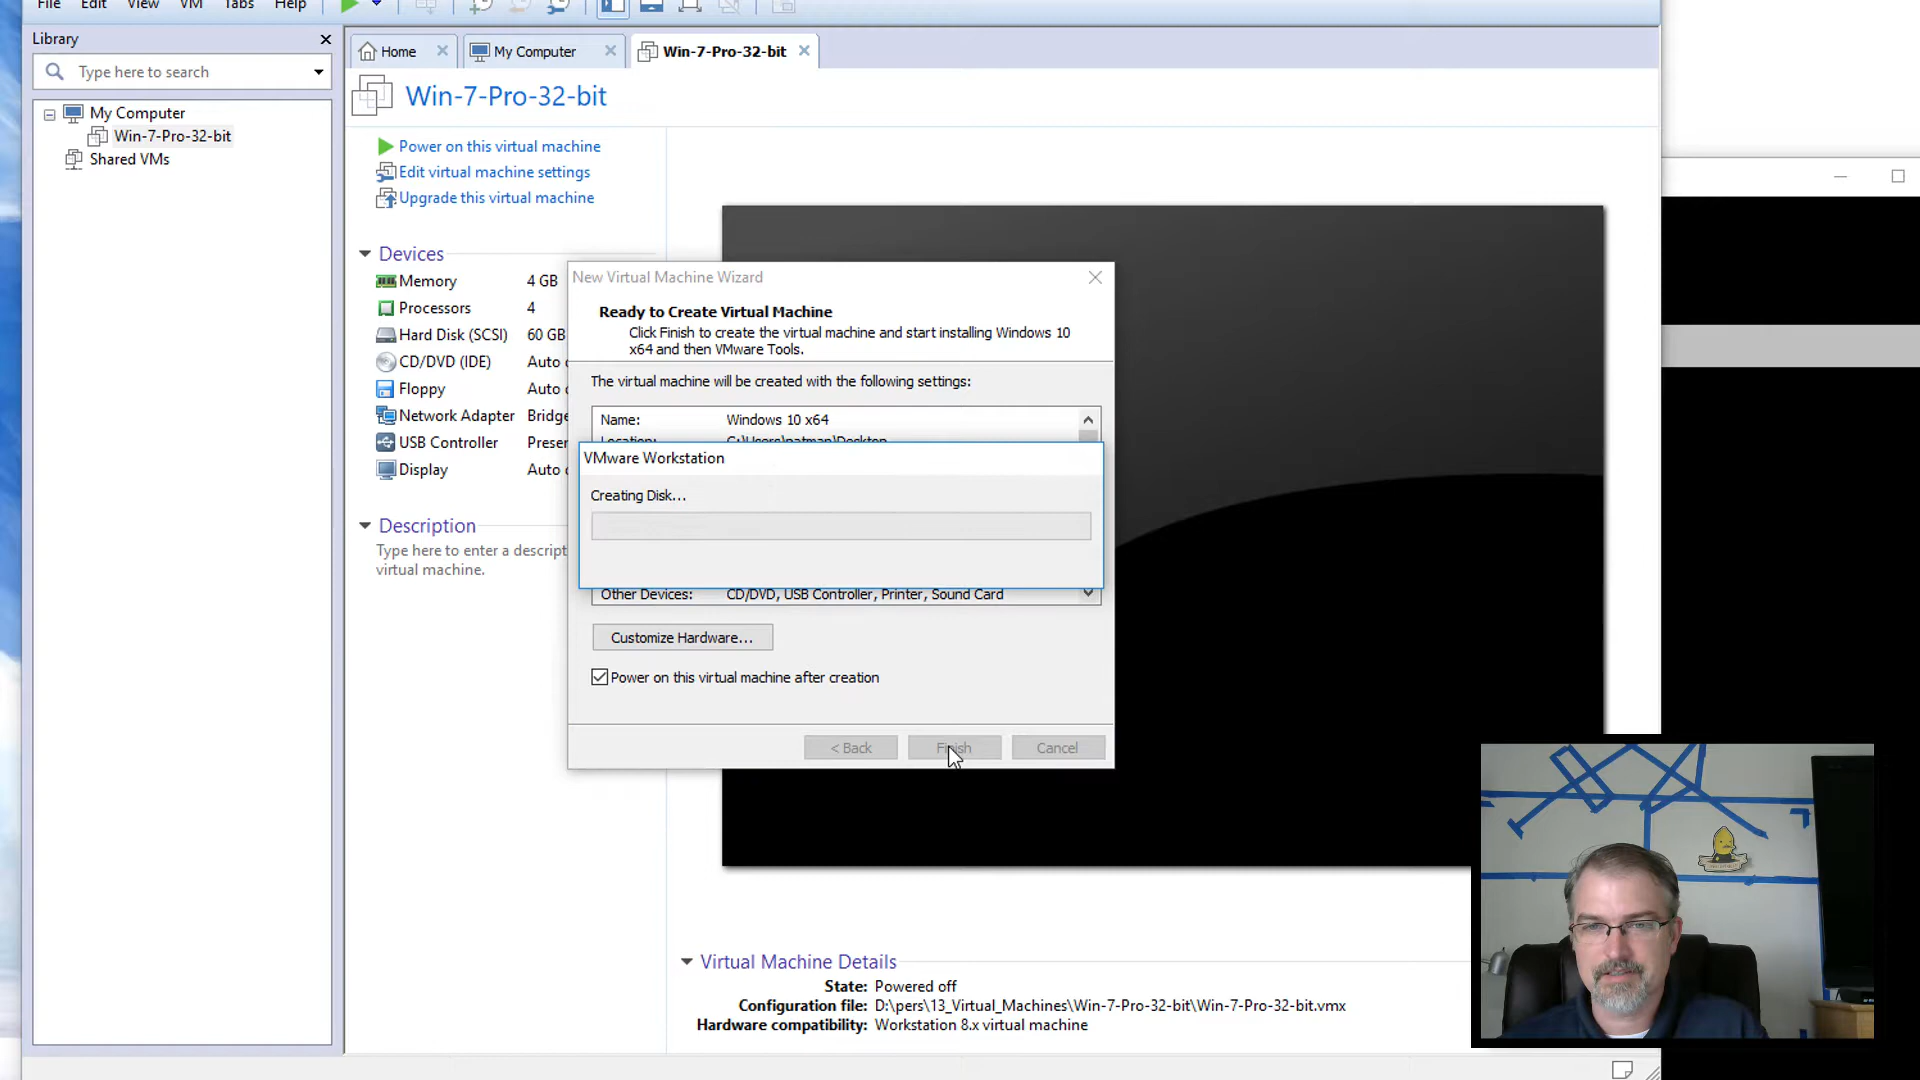 File Edit View VM Tabs Help
Library
Type here to search
My Computer
Win-7-Pro-32-bit
Shared VMs
Home
My Computer
Win-7-Pro-32-bit
Win-7-Pro-32-bit
Power on this virtual machine
Edit virtual machine settings
Upgrade this virtual machine
Devices
Memory 4 GB
Processors 4
Hard Disk (SCSI) 60 GB
CD/DVD (IDE) Auto
Floppy Auto
Network Adapter Bridge
USB Controller Presen
Display Auto
Description
Type here to enter a descript
virtual machine.
New Virtual Machine Wizard
Ready to Create Virtual Machine
Click Finish to create the virtual machine and start installing Windows 10
x64 and then VMware Tools.
The virtual machine will be created with the following settings:
Name: Windows 10 x64
Location: C:\Users\patman\Desktop
VMware Workstation
Creating Disk...
Other Devices: CD/DVD, USB Controller, Printer, Sound Card
Customize Hardware...
Power on this virtual machine after creation
< Back Finish Cancel
Virtual Machine Details
State: Powered off
Configuration file: D:\pers\13_Virtual_Machines\Win-7-Pro-32-bit\Win-7-Pro-32-bit.vmx
Hardware compatibility: Workstation 8.x virtual machine